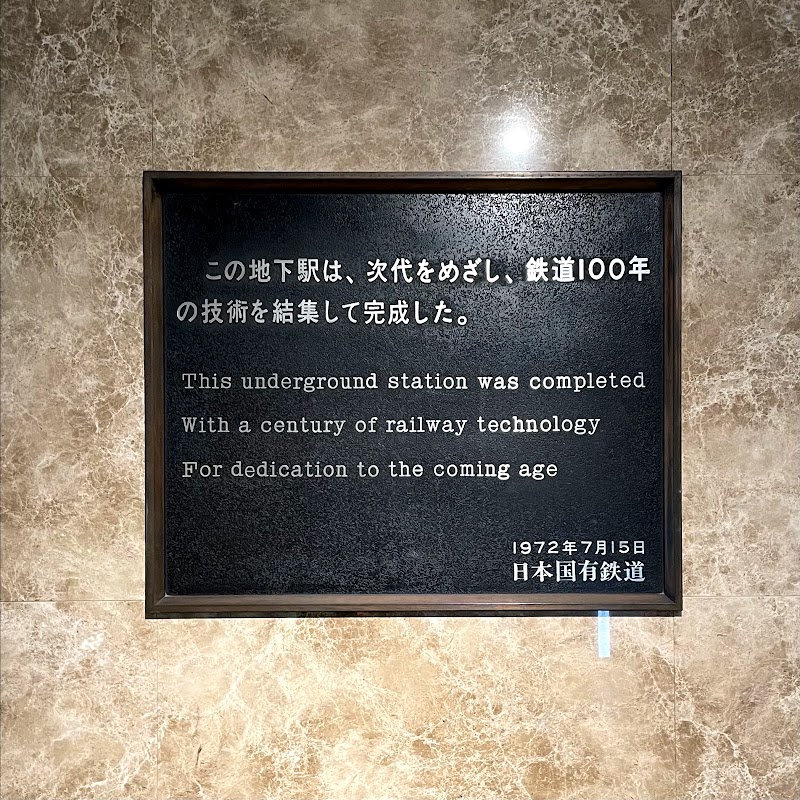 この地下駅は、次代をめざし、鉄道100年
の技術を結集して完成した。
This underground station was completed
With a century of railway technology
For dedication to the coming age
1972年7月15日
日本国有鉄道